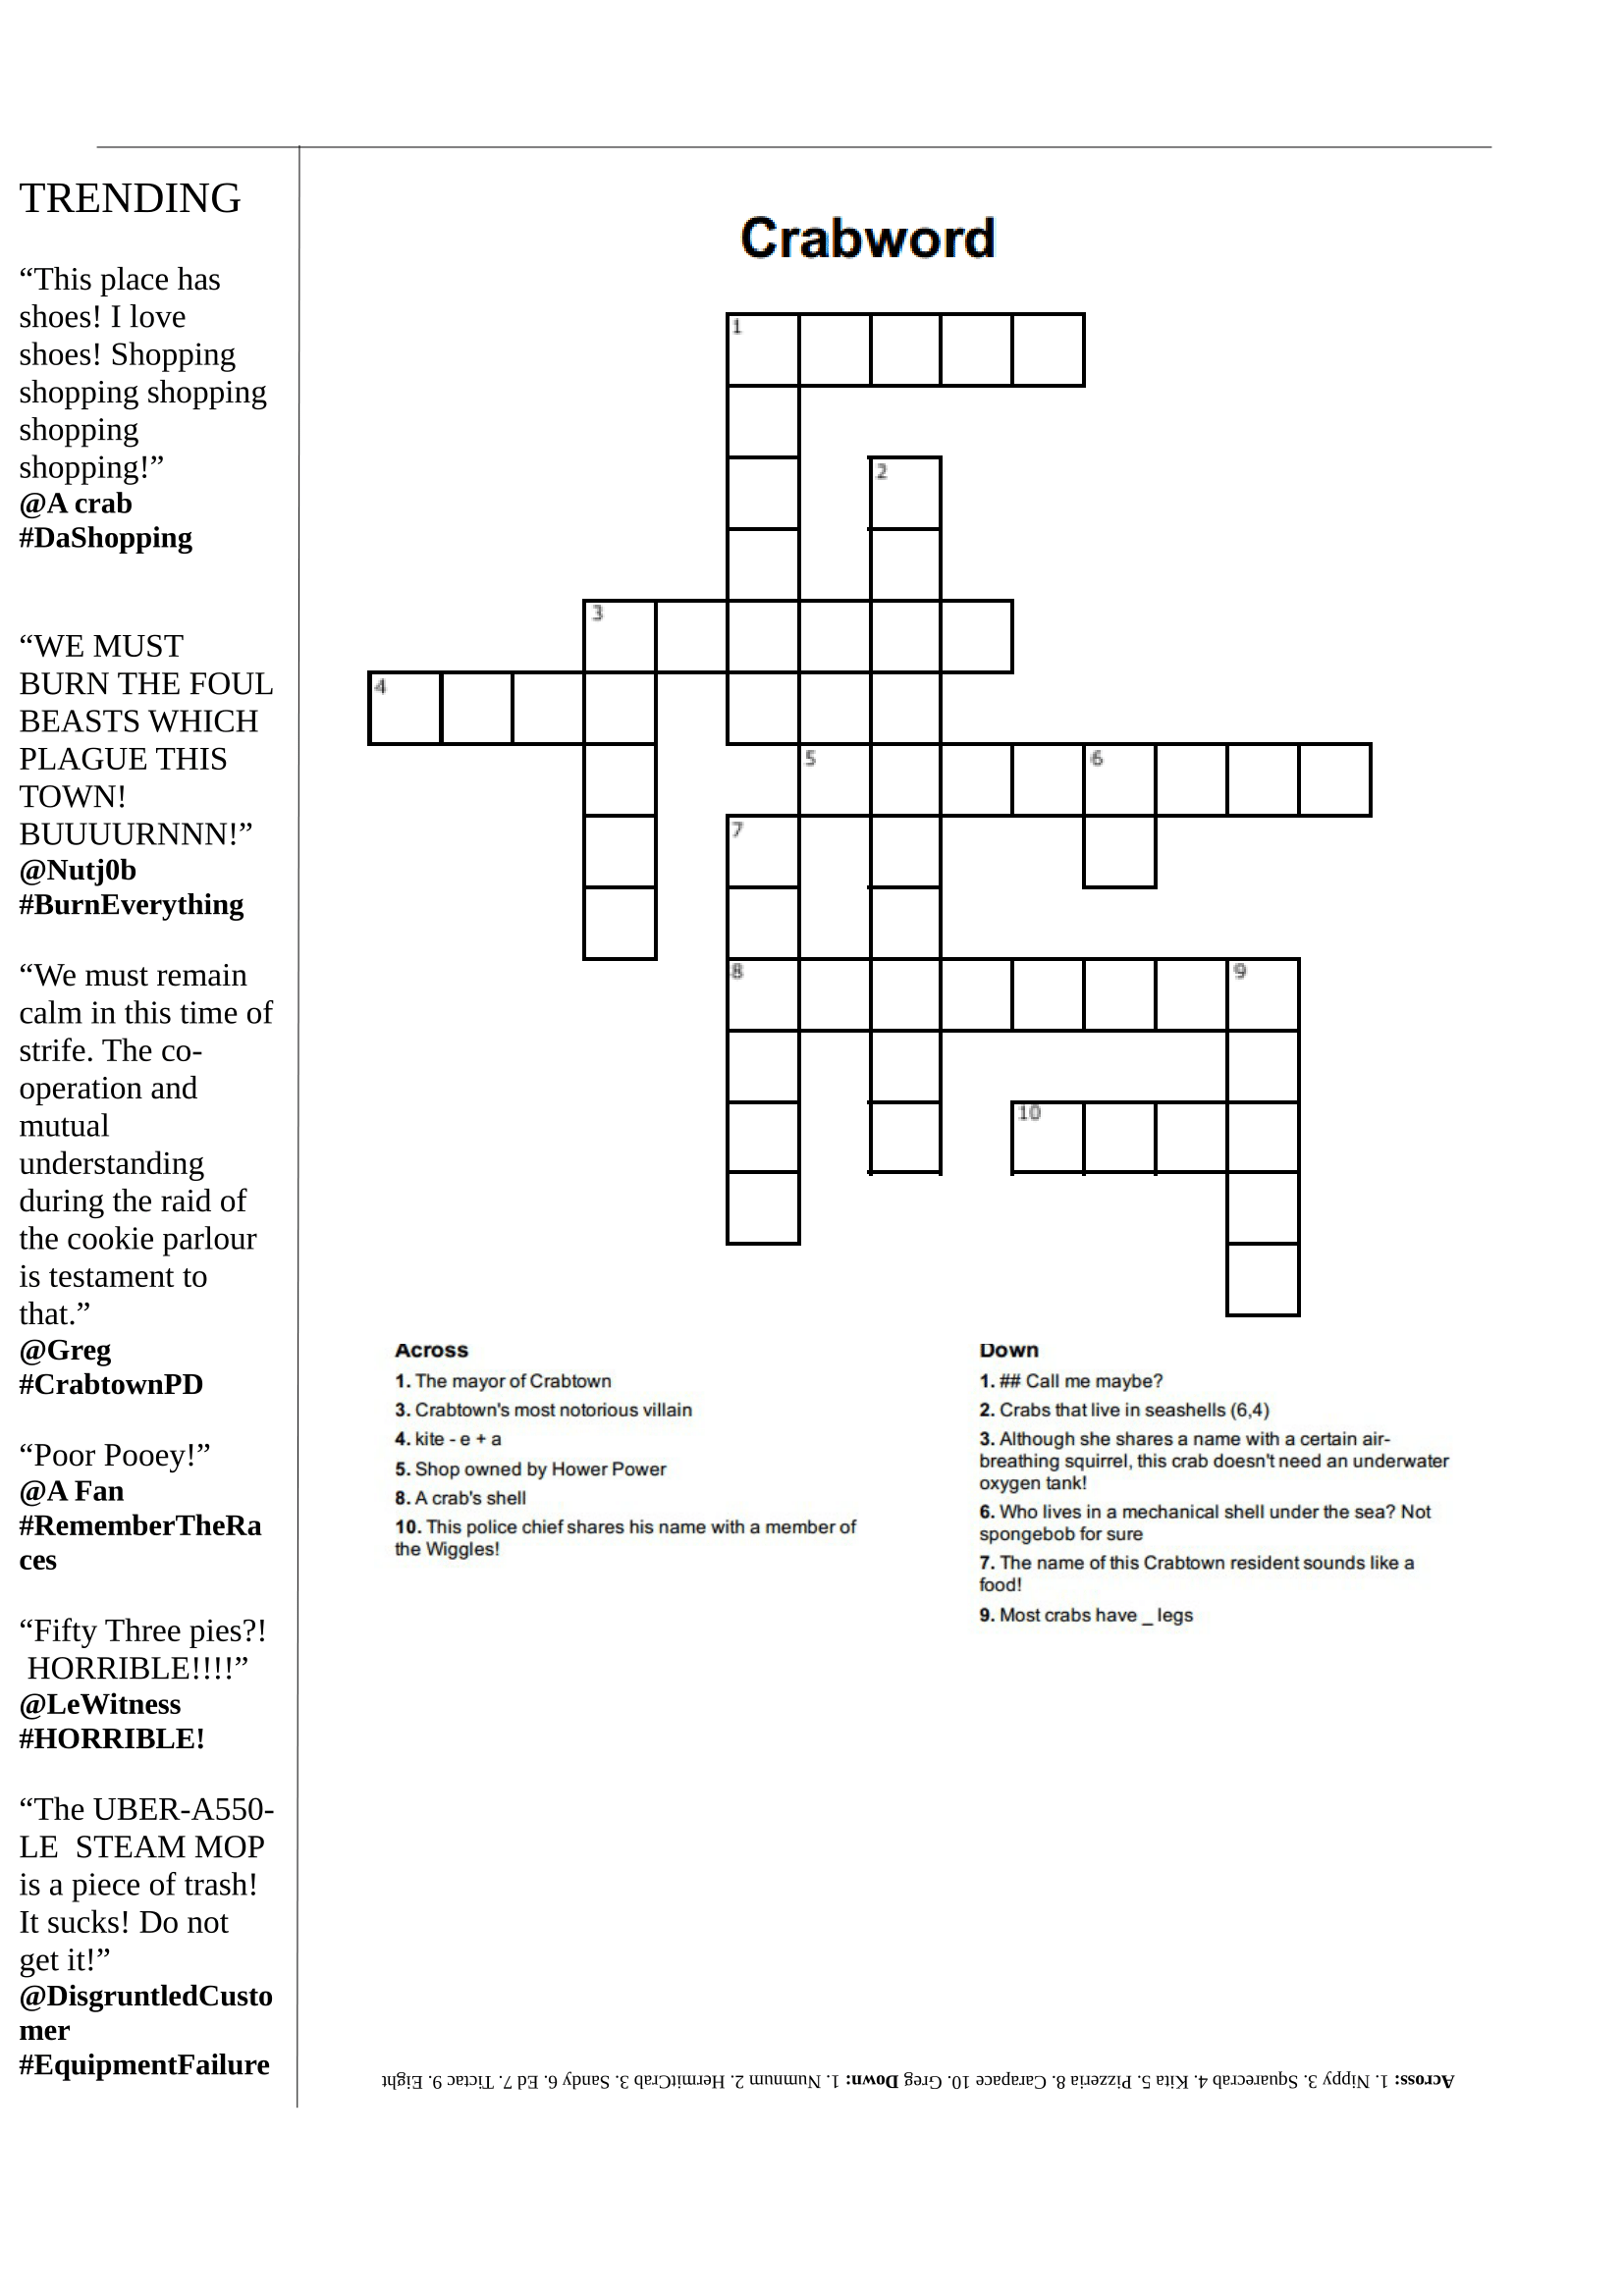 TRENDING
“This place has
shoes! I love
shoes! Shopping
shopping shopping
shopping
shopping!”
@A crab
#DaShopping
“WE MUST
BURN THE FOUL
BEASTS WHICH
PLAGUE THIS
TOWN!
BUUUURNNN!”
@Nutj0b
#BurnEverything
“We must remain
calm in this time of
strife. The co-
operation and
mutual
understanding
during the raid of
the cookie parlour
is testament to
that.”
@Greg
#CrabtownPD
“Poor Pooey!”
@A Fan
#RememberTheRa
ces
“Fifty Three pies?!
HORRIBLE!!!!”
@LeWitness
#HORRIBLE!
“The UBER-A550-
LE STEAM MOP
is a piece of trash!
It sucks! Do not
get it!”
@DisgruntledCusto
mer
#EquipmentFailure
Crabword
1
2
3
4
5 6
7
8 9
10
Across
1. The mayor of Crabtown
3. Crabtown's most notorious villain
4. kite - e + a
5. Shop owned by Hower Power
8. A crab's shell
10. This police chief shares his name with a member of
the Wiggles!
Down
1. ## Call me maybe?
2. Crabs that live in seashells (6,4)
3. Although she shares a name with a certain air-
breathing squirrel, this crab doesn't need an underwater
oxygen tank!
6. Who lives in a mechanical shell under the sea? Not
spongebob for sure
7. The name of this Crabtown resident sounds like a
food!
9. Most crabs have _ legs
Across: 1. Nippy 3. Squarecrab 4. Kita 5. Pizzeria 8. Carapace 10. Greg Down: 1. Numnum 2. HermitCrab 3. Sandy 6. Ed 7. Tictac 9. Eight